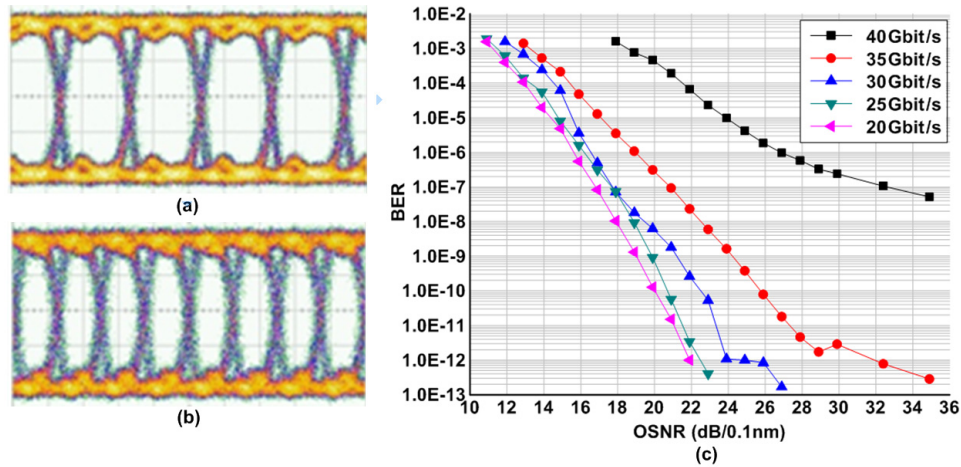 (a)
(b)
1.0E-2
1.0E-3
1.0E-4
1.0E-5
1.0E-6
1.0E-7
1.0E-8
1.0E-9
1.0E-10
1.0E-11
1.0E-12
1.0E-13
BER
40Gbit/s
35Gbit/s
30Gbit/s
25Gbit/s
20Gbit/s
10 12 14 16 18 20 22 24 26 28 30 32 34 36
OSNR (dB/0.1nm)
(c)